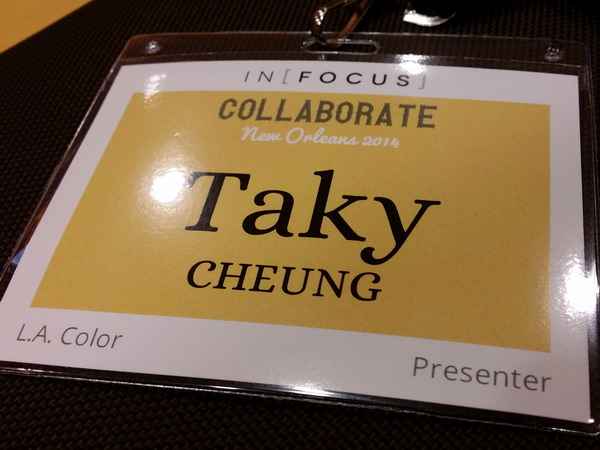 IN[FOCUS]
COLLABORATE
New Orleans 2014
Taky
CHEUNG
L.A. Color
Presenter